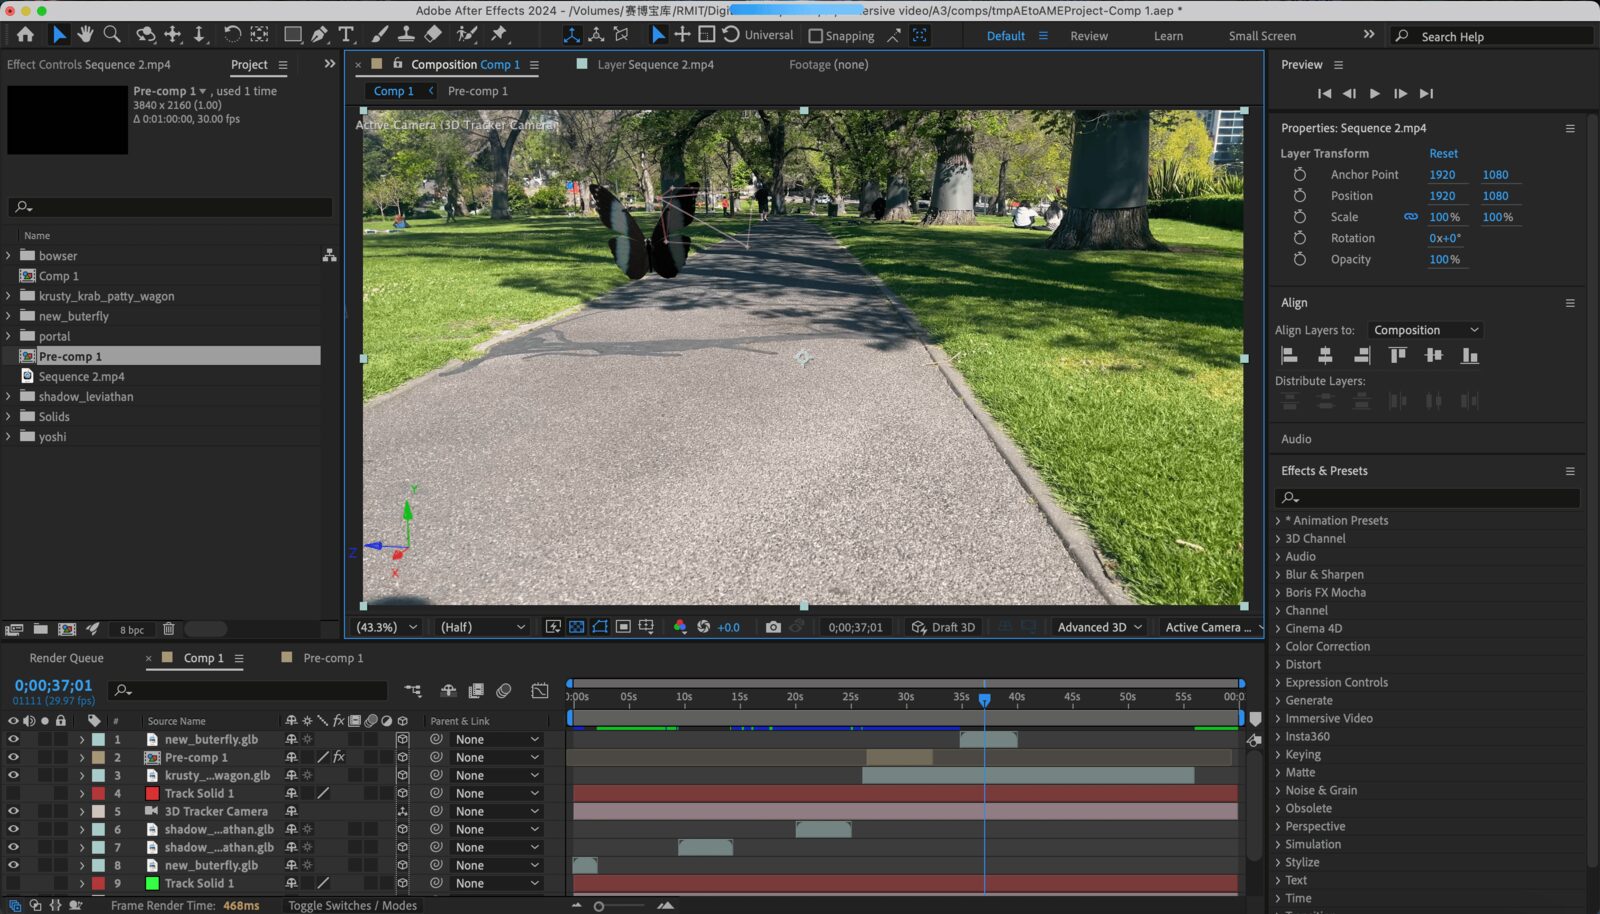 Adobe After Effects 2024 - /Volumes/赛博宝库/RMIT/Digi
ersive video/A3/comps/tmpAEtoAMEProject-Comp 1.aep *
Universal
Snapping
Default
Review
Learn
Small Screen
Search Help
Effect Controls Sequence 2.mp4
Project
Pre-comp 1 , used 1 time
3840 x 2160 (1.00)
Δ 0:01:00:00, 30.00 fps
Name
bowser
Comp 1
krusty_krab_patty_wagon
new_buterfly
portal
Pre-comp 1
Sequence 2.mp4
shadow_leviathan
Solids
yoshi
8 bpc
Composition Comp 1
Layer Sequence 2.mp4
Footage (none)
Comp 1
Pre-comp 1
Active Camera (3D Tracker Camera)
Y
Z
X
(43.3%)
(Half)
+0.0
0;00;37;01
Draft 3D
Advanced 3D
Active Camera ...
Preview
Properties: Sequence 2.mp4
Layer Transform
Reset
Anchor Point 1920 1080
Position 1920 1080
Scale 100% 100%
Rotation 0x+0°
Opacity 100%
Align
Align Layers to: Composition
Distribute Layers:
Audio
Effects & Presets
* Animation Presets
3D Channel
Audio
Blur & Sharpen
Boris FX Mocha
Channel
Cinema 4D
Color Correction
Distort
Expression Controls
Generate
Immersive Video
Insta360
Keying
Matte
Noise & Grain
Obsolete
Perspective
Simulation
Stylize
Text
Time
Render Queue
Comp 1
Pre-comp 1
0;00;37;01
01111 (29.97 fps)
0:00s 05s 10s 15s 20s 25s 30s 35s 40s 45s 50s 55s 00:0
# Source Name fx Parent & Link
1 new_buterfly.glb None
2 Pre-comp 1 fx None
3 krusty_...wagon.glb None
4 Track Solid 1 None
5 3D Tracker Camera None
6 shadow_...athan.glb None
7 shadow_...athan.glb None
8 new_buterfly.glb None
9 Track Solid 1 None
Frame Render Time: 468ms
Toggle Switches / Modes